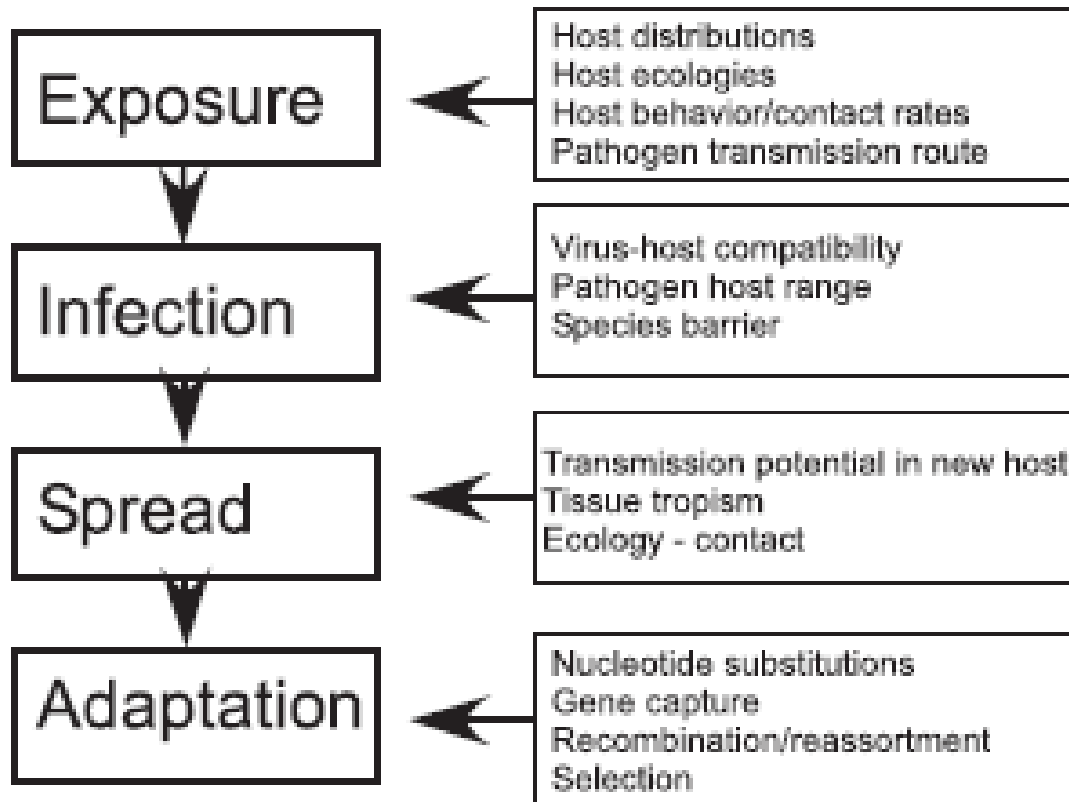 Exposure
Host distributions
Host ecologies
Host behavior/contact rates
Pathogen transmission route
Infection
Virus-host compatibility
Pathogen host range
Species barrier
Spread
Transmission potential in new host
Tissue tropism
Ecology - contact
Adaptation
Nucleotide substitutions
Gene capture
Recombination/reassortment
Selection